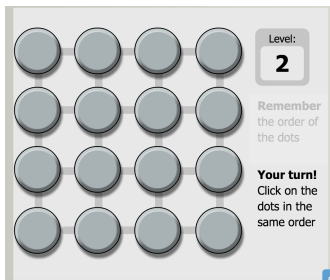 Level:
2
Remember
the order of
the dots
Your turn!
Click on the
dots in the
same order